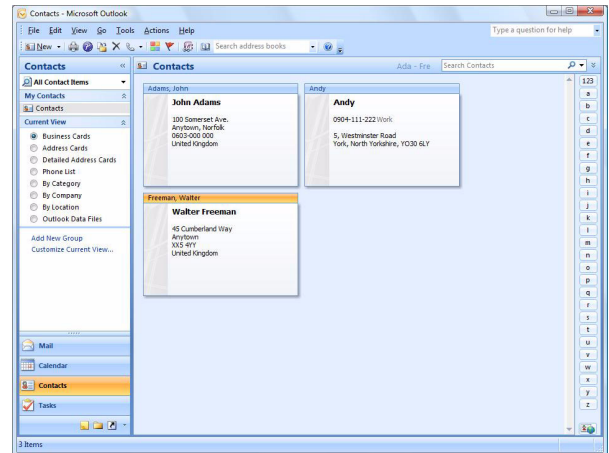 Contacts - Microsoft Outlook
File Edit View Go Tools Actions Help
Type a question for help
New
Search address books
Contacts
All Contact Items
My Contacts
Contacts
Current View
Business Cards
Address Cards
Detailed Address Cards
Phone List
By Category
By Company
By Location
Outlook Data Files
Add New Group
Customize Current View...
Mail
Calendar
Contacts
Tasks
Contacts
Ada - Fre
Search Contacts
Adams, John
John Adams
100 Somerset Ave.
Anytown, Norfolk
0603-000 000
United Kingdom
Andy
Andy
0904-111-222 Work
5, Westminster Road
York, North Yorkshire, YO30 6LY
Freeman, Walter
Walter Freeman
45 Cumberland Way
Anytown
XX5 4YY
United Kingdom
123
a
b
c
d
e
f
g
h
i
j
k
l
m
n
o
p
q
r
s
t
u
v
w
x
y
z
3 Items